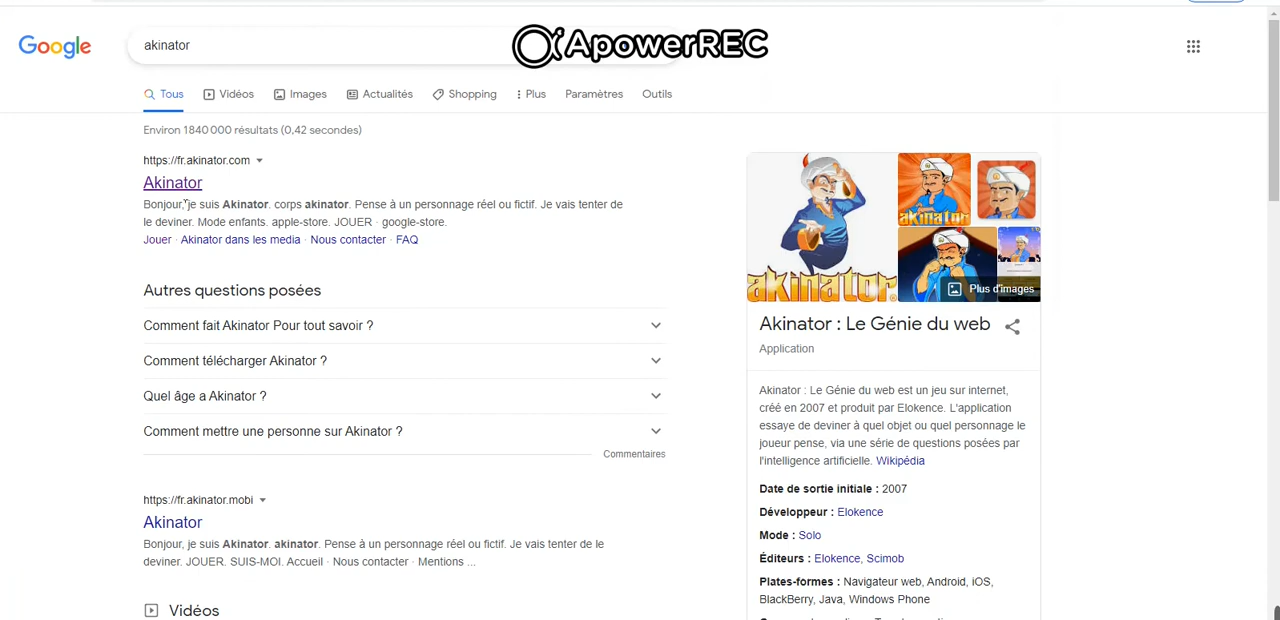 Google
akinator
ApowerREC
Tous
Vidéos
Images
Actualités
Shopping
Plus
Paramètres
Outils
Environ 1 840 000 résultats (0,42 secondes)
https://fr.akinator.com
Akinator
Bonjour, je suis Akinator. corps akinator. Pense à un personnage réel ou fictif. Je vais tenter de
le deviner. Mode enfants. apple-store. JOUER · google-store.
Jouer · Akinator dans les media · Nous contacter · FAQ
Autres questions posées
Comment fait Akinator Pour tout savoir ?
Comment télécharger Akinator ?
Quel âge a Akinator ?
Comment mettre une personne sur Akinator ?
Commentaires
https://fr.akinator.mobi
Akinator
Bonjour, je suis Akinator. akinator. Pense à un personnage réel ou fictif. Je vais tenter de le
deviner. JOUER. SUIS-MOI. Accueil · Nous contacter · Mentions ...
Vidéos
akinator
akinator
Plus d'images
Akinator : Le Génie du web
Application
Akinator : Le Génie du web est un jeu sur internet,
créé en 2007 et produit par Elokence. L'application
essaye de deviner à quel objet ou quel personnage le
joueur pense, via une série de questions posées par
l'intelligence artificielle. Wikipédia
Date de sortie initiale : 2007
Développeur : Elokence
Mode : Solo
Éditeurs : Elokence, Scimob
Plates-formes : Navigateur web, Android, iOS,
BlackBerry, Java, Windows Phone